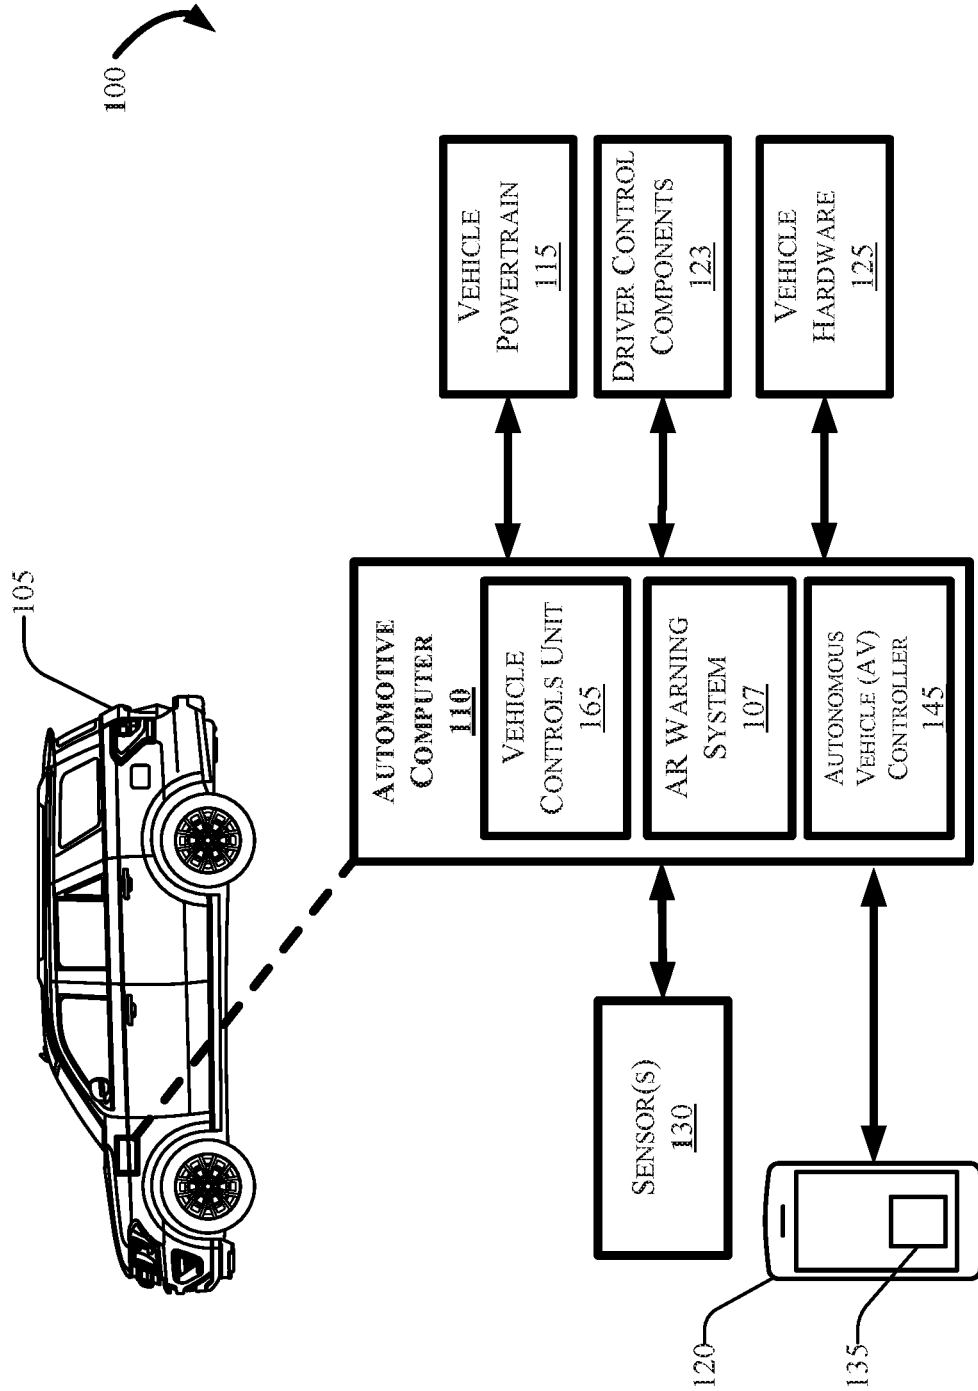 100
105
AUTOMOTIVE
COMPUTER
110
VEHICLE
CONTROLS UNIT
165
AR WARNING
SYSTEM
107
AUTONOMOUS
VEHICLE (AV)
CONTROLLER
145
VEHICLE
POWERTRAIN
115
DRIVER CONTROL
COMPONENTS
123
VEHICLE
HARDWARE
125
SENSOR(S)
130
120
135